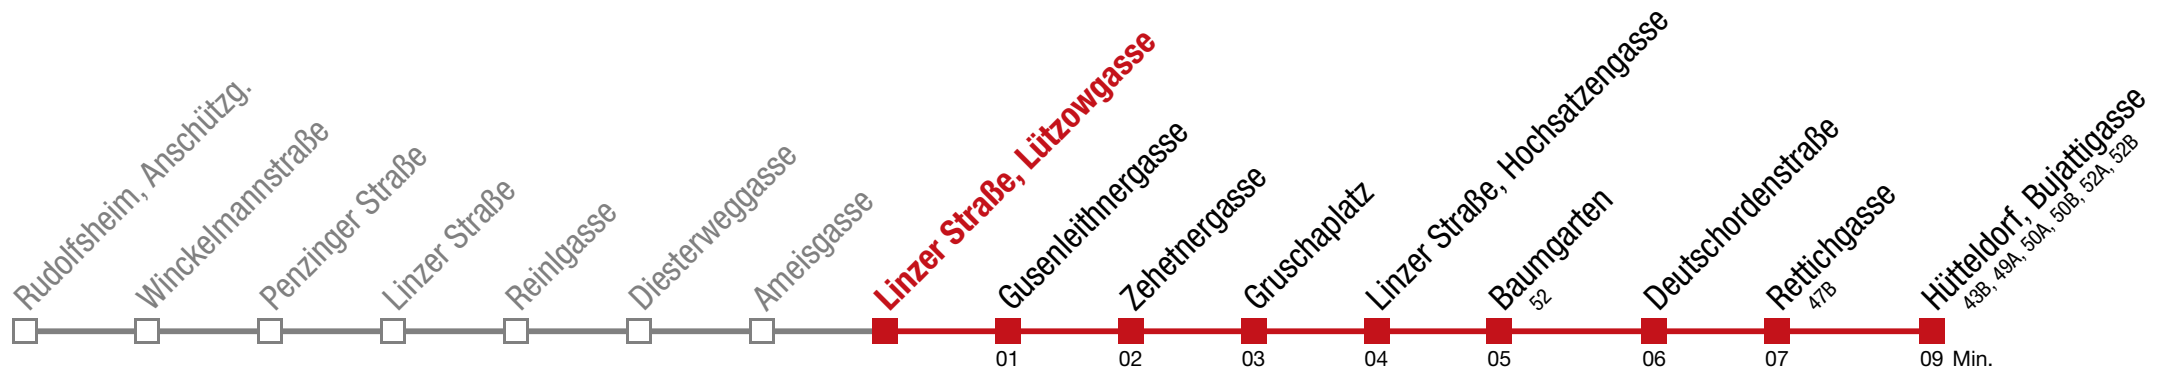 Rudolfsheim, Anschützg.
Winckelmannstraße
Penzinger Straße
Linzer Straße
Reinlgasse
Diesterweggasse
Ameisgasse
Linzer Straße, Lützowgasse
Gusenleithnergasse
Zehetnergasse
Gruschaplatz
Linzer Straße, Hochsatzengasse
Baumgarten
52
Deutschordenstraße
Rettichgasse
47B
Hütteldorf, Bujattigasse
43B, 49A, 50A, 50B, 52A, 52B
01 02 03 04 05 06 07 09 Min.